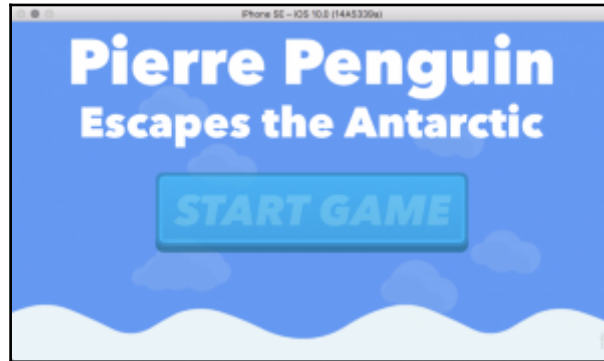 iPhone SE – iOS 10.0 (14A5339a)
Pierre Penguin
Escapes the Antarctic
START GAME